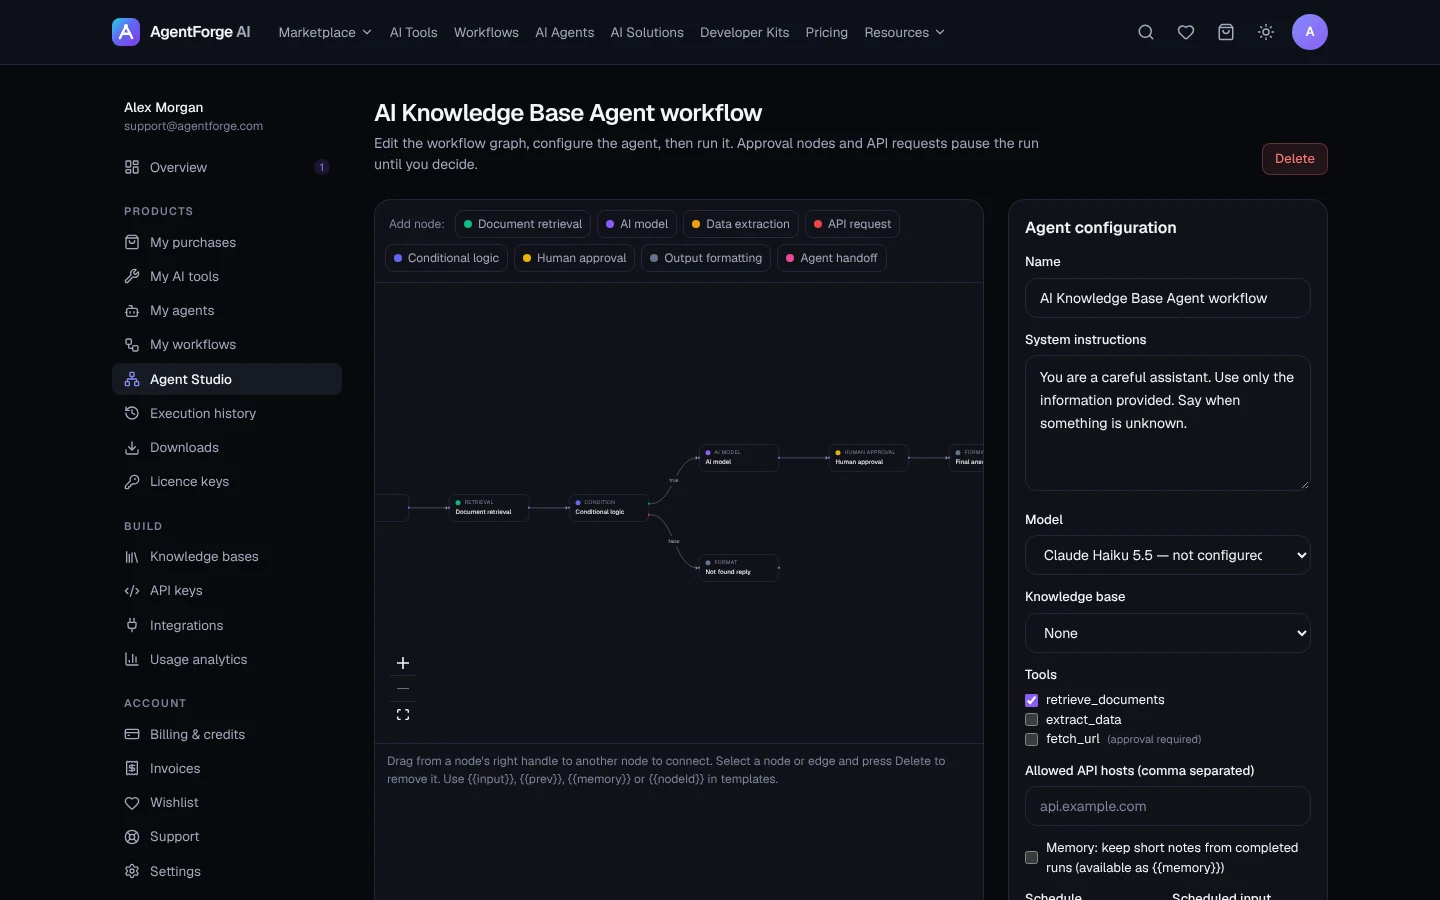 AgentForge AI
Marketplace
AI Tools
Workflows
AI Agents
AI Solutions
Developer Kits
Pricing
Resources
A
Alex Morgan
support@agentforge.com
Overview
1
PRODUCTS
My purchases
My AI tools
My agents
My workflows
Agent Studio
Execution history
Downloads
Licence keys
BUILD
Knowledge bases
API keys
Integrations
Usage analytics
ACCOUNT
Billing & credits
Invoices
Wishlist
Support
Settings
AI Knowledge Base Agent workflow
Edit the workflow graph, configure the agent, then run it. Approval nodes and API requests pause the run
until you decide.
Delete
Add node:
Document retrieval
AI model
Data extraction
API request
Conditional logic
Human approval
Output formatting
Agent handoff
RETRIEVAL
Document retrieval
CONDITION
Conditional logic
true
false
AI MODEL
AI model
HUMAN APPROVAL
Human approval
FORMA
Final ans
FORMAT
Not found reply
Drag from a node's right handle to another node to connect. Select a node or edge and press Delete to
remove it. Use {{input}}, {{prev}}, {{memory}} or {{nodeId}} in templates.
Agent configuration
Name
AI Knowledge Base Agent workflow
System instructions
You are a careful assistant. Use only the
information provided. Say when
something is unknown.
Model
Claude Haiku 5.5 — not configured
Knowledge base
None
Tools
retrieve_documents
extract_data
fetch_url (approval required)
Allowed API hosts (comma separated)
api.example.com
Memory: keep short notes from completed
runs (available as {{memory}})
Schedule
Scheduled input